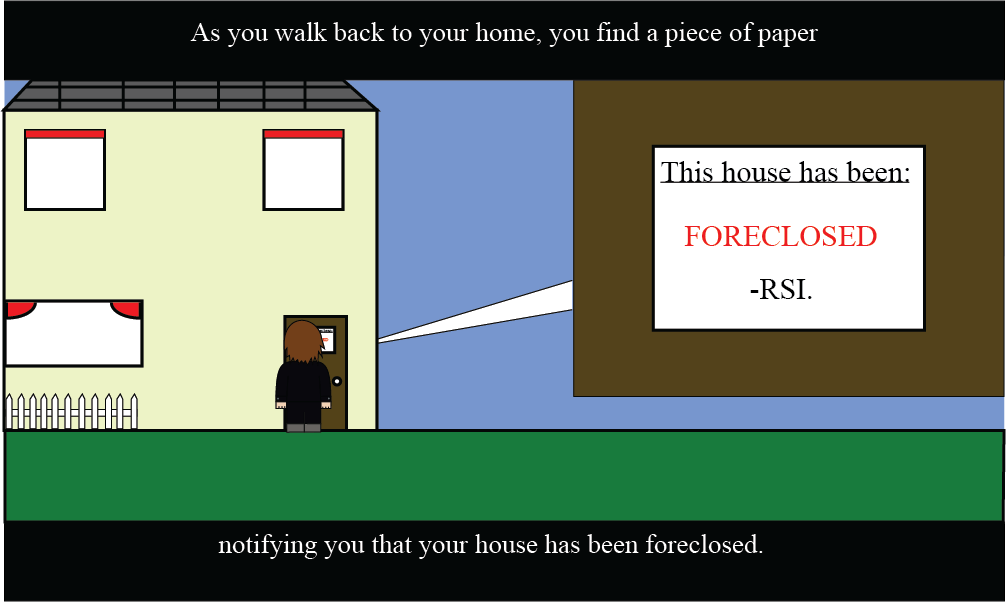 As you walk back to your home, you find a piece of paper
This house has been:
FORECLOSED
-RSI.
notifying you that your house has been foreclosed.